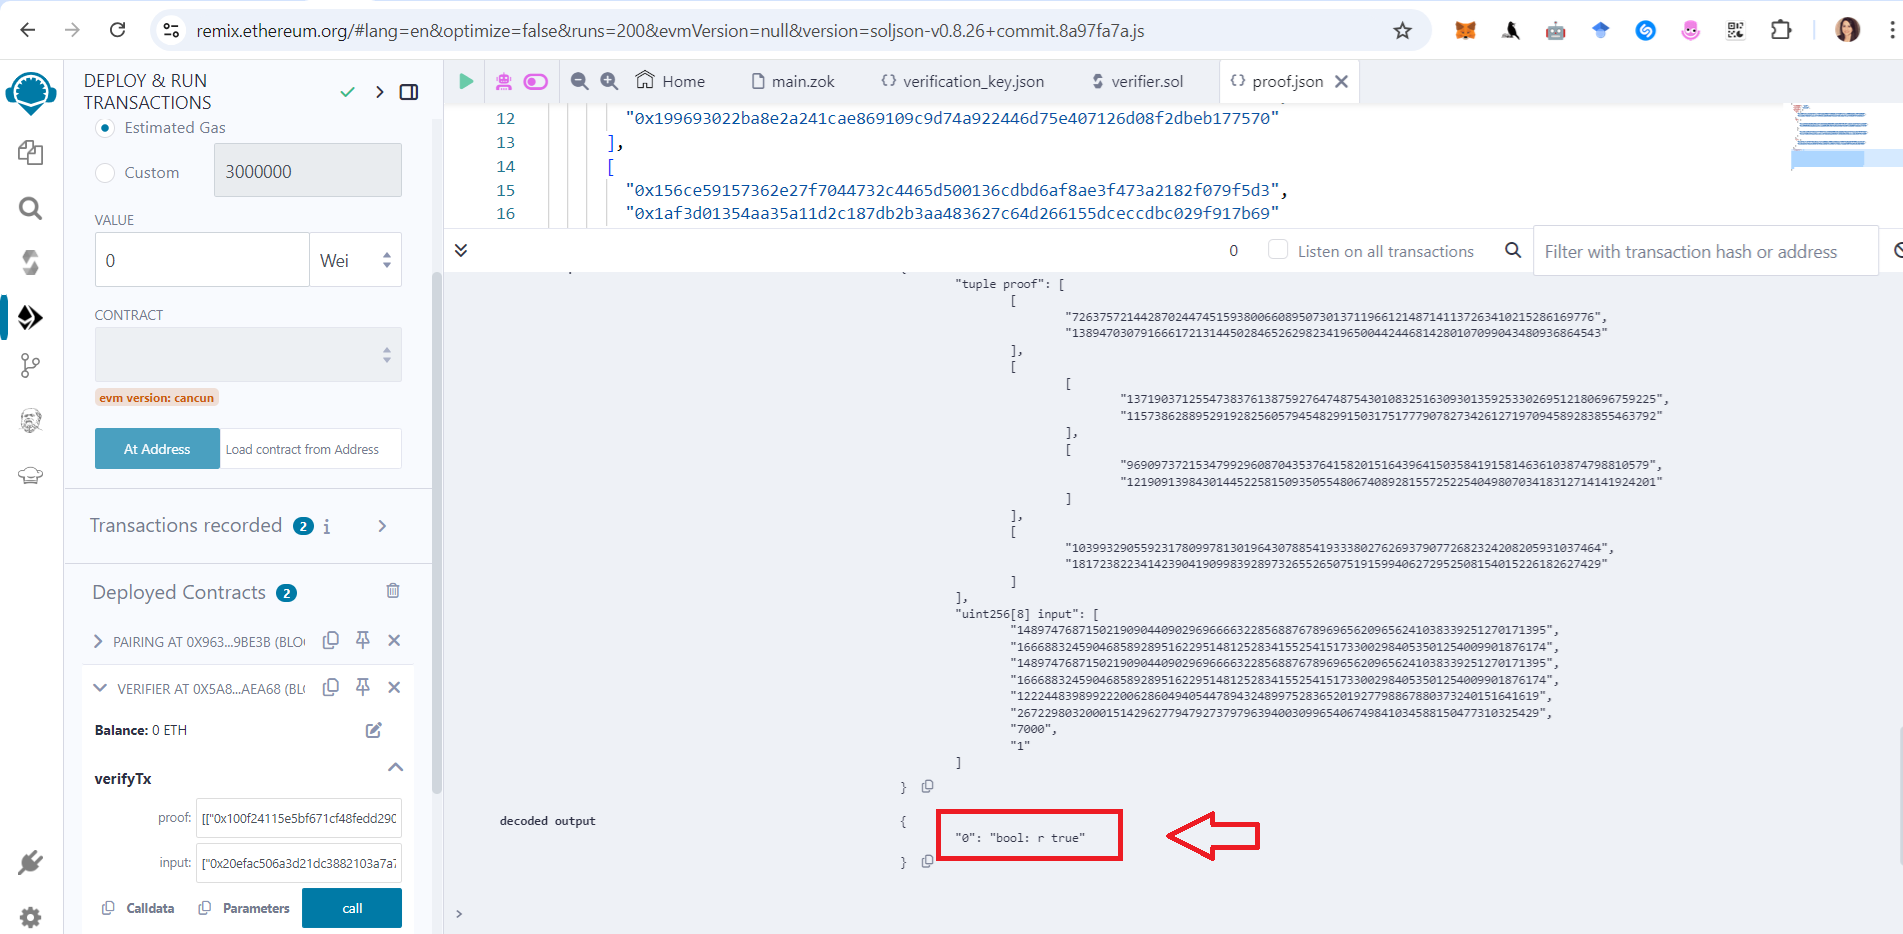 remix.ethereum.org/#lang=en&optimize=false&runs=200&evmVersion=null&version=soljson-v0.8.26+commit.8a97fa7a.js
DEPLOY & RUN
TRANSACTIONS
Home
main.zok
verification_key.json
verifier.sol
proof.json
Estimated Gas
Custom
3000000
VALUE
0
Wei
CONTRACT
evm version: cancun
At Address
Load contract from Address
Transactions recorded 2
Deployed Contracts 2
PAIRING AT 0X963...9BE3B (BLO
VERIFIER AT 0X5A8...AEA68 (BL
Balance: 0 ETH
verifyTx
proof: [["0x100f24115e5bf671cf48fedd290
input: ["0x20efac506a3d21dc3882103a7a7
Calldata
Parameters
call
12 "0x199693022ba8e2a241cae869109c9d74a922446d75e407126d08f2dbeb177570"
13 ],
14 [
15 "0x156ce59157362e27f7044732c4465d500136cdbd6af8ae3f473a2182f079f5d3",
16 "0x1af3d01354aa35a11d2c187db2b3aa483627c64d266155dceccdbc029f917b69"
0
Listen on all transactions
Filter with transaction hash or address
"tuple proof": [
[
"7263757214428702447451593800660895073013711966121487141137263410215286169776",
"13894703079166617213144502846526298234196500442446814280107099043480936864543"
],
[
[
"13719037125547383761387592764748754301083251630930135925330269512180696759225",
"11573862889529192825605794548299150317517779078273426127197094589283855463792"
],
[
"9690973721534799296087043537641582015164396415035841915814636103874798810579",
"12190913984301445225815093505548067408928155725225404980703418312714141924201"
]
],
[
"10399329055923178099781301964307885419333802762693790772682324208205931037464",
"18172382234142390419099839289732655265075191599406272952508154015226182627429"
]
],
"uint256[8] input": [
"14897476871502190904409029696666322856887678969656209656241038339251270171395",
"16668832459046858928951622951481252834155254151733002984053501254009901876174",
"14897476871502190904409029696666322856887678969656209656241038339251270171395",
"16668832459046858928951622951481252834155254151733002984053501254009901876174",
"12224483989922200628604940544789432489975283652019277988678803732401516416​19",
"2672298032000151429627794792737979639400309965406749841034588150477310325429",
"7000",
"1"
]
}
decoded output
{
"0": "bool: r true"
}
>